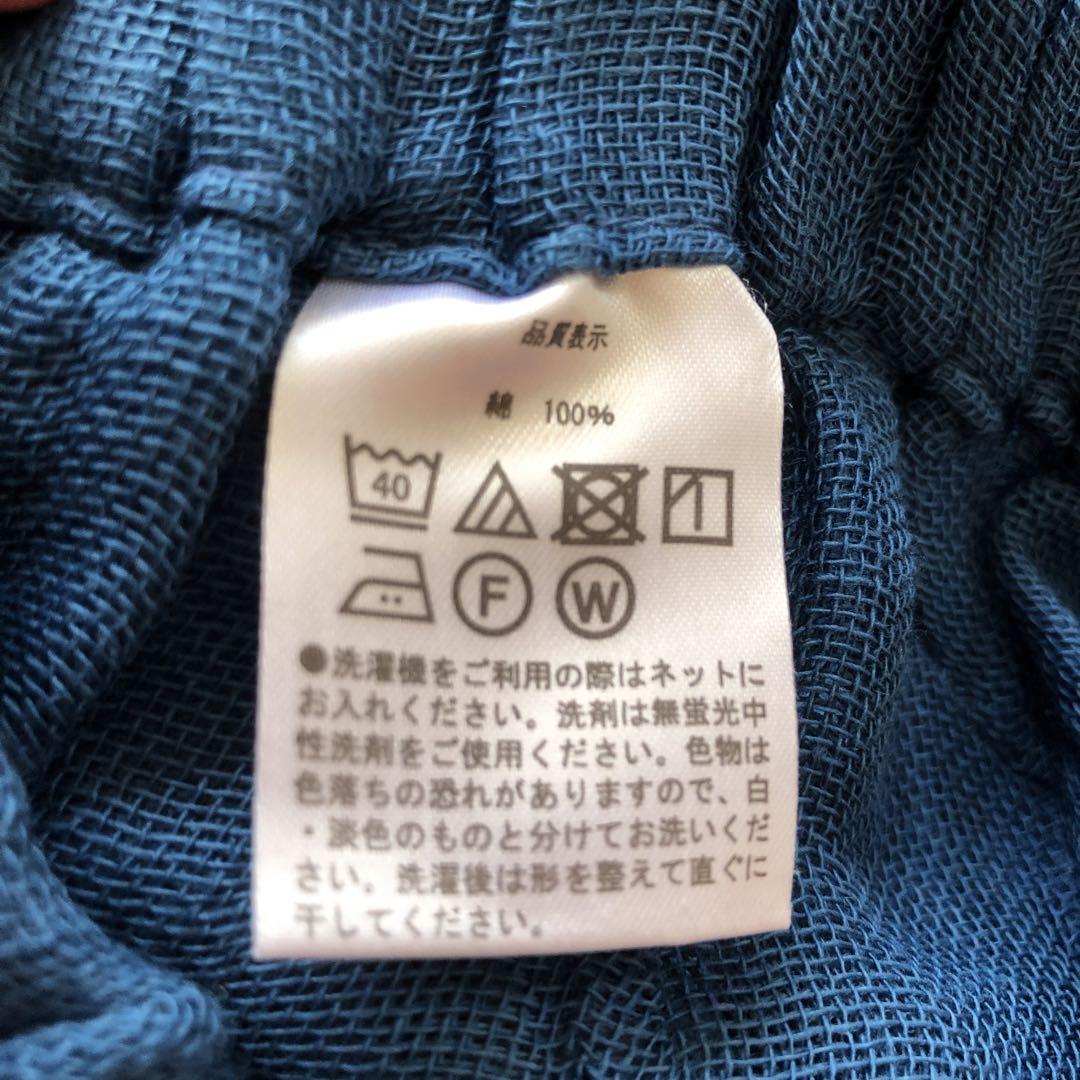 品質表示
綿 100%
40
F W
●洗濯機をご利用の際はネットに
お入れください。洗剤は無蛍光中
性洗剤をご使用ください。色物は
色落ちの恐れがありますので、白
・淡色のものと分けてお洗いくだ
さい。洗濯後は形を整えて直ぐに
干してください。